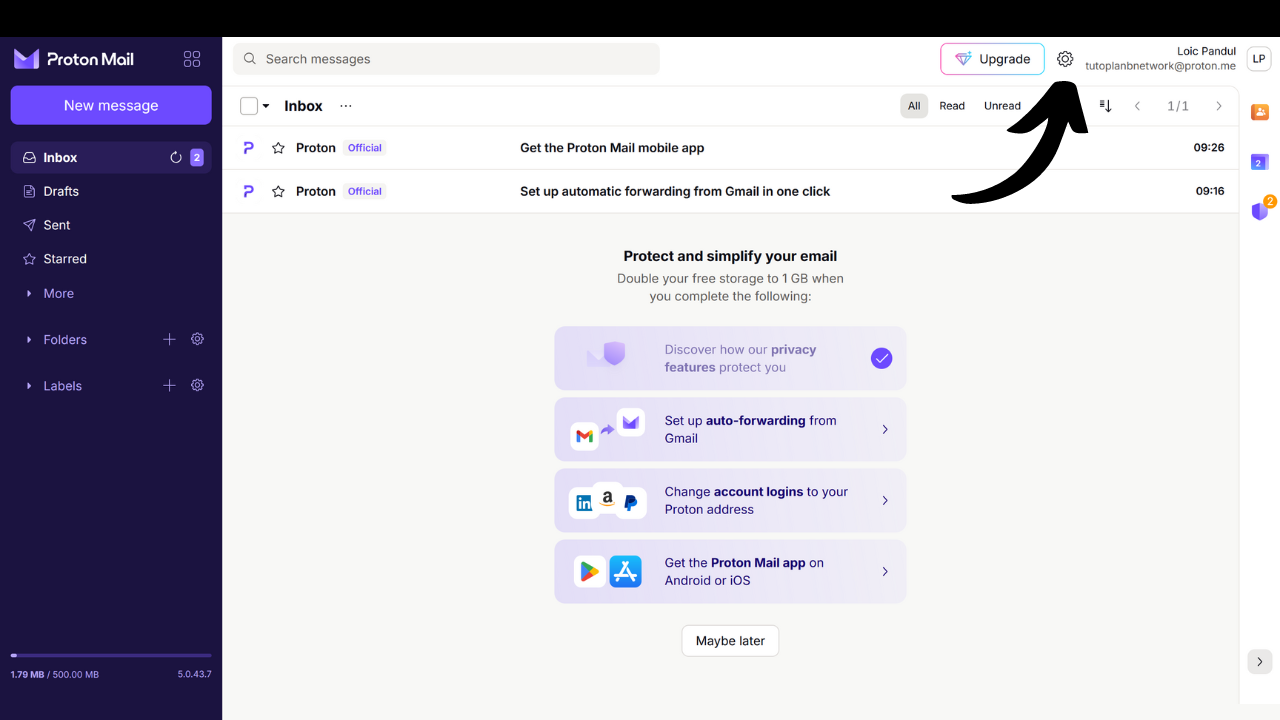 Proton Mail
Search messages
Upgrade
Loic Pandul
tutoplanbnetwork@proton.me
LP
New message
Inbox
2
Drafts
Sent
Starred
More
Folders
Labels
1.79 MB / 500.00 MB
5.0.43.7
Inbox
All
Read
Unread
1/1
Proton Official Get the Proton Mail mobile app 09:26
Proton Official Set up automatic forwarding from Gmail in one click 09:16
Protect and simplify your email
Double your free storage to 1 GB when
you complete the following:
Discover how our privacy
features protect you
Set up auto-forwarding from
Gmail
in
a
Change account logins to your
Proton address
Get the Proton Mail app on
Android or iOS
Maybe later
2
2